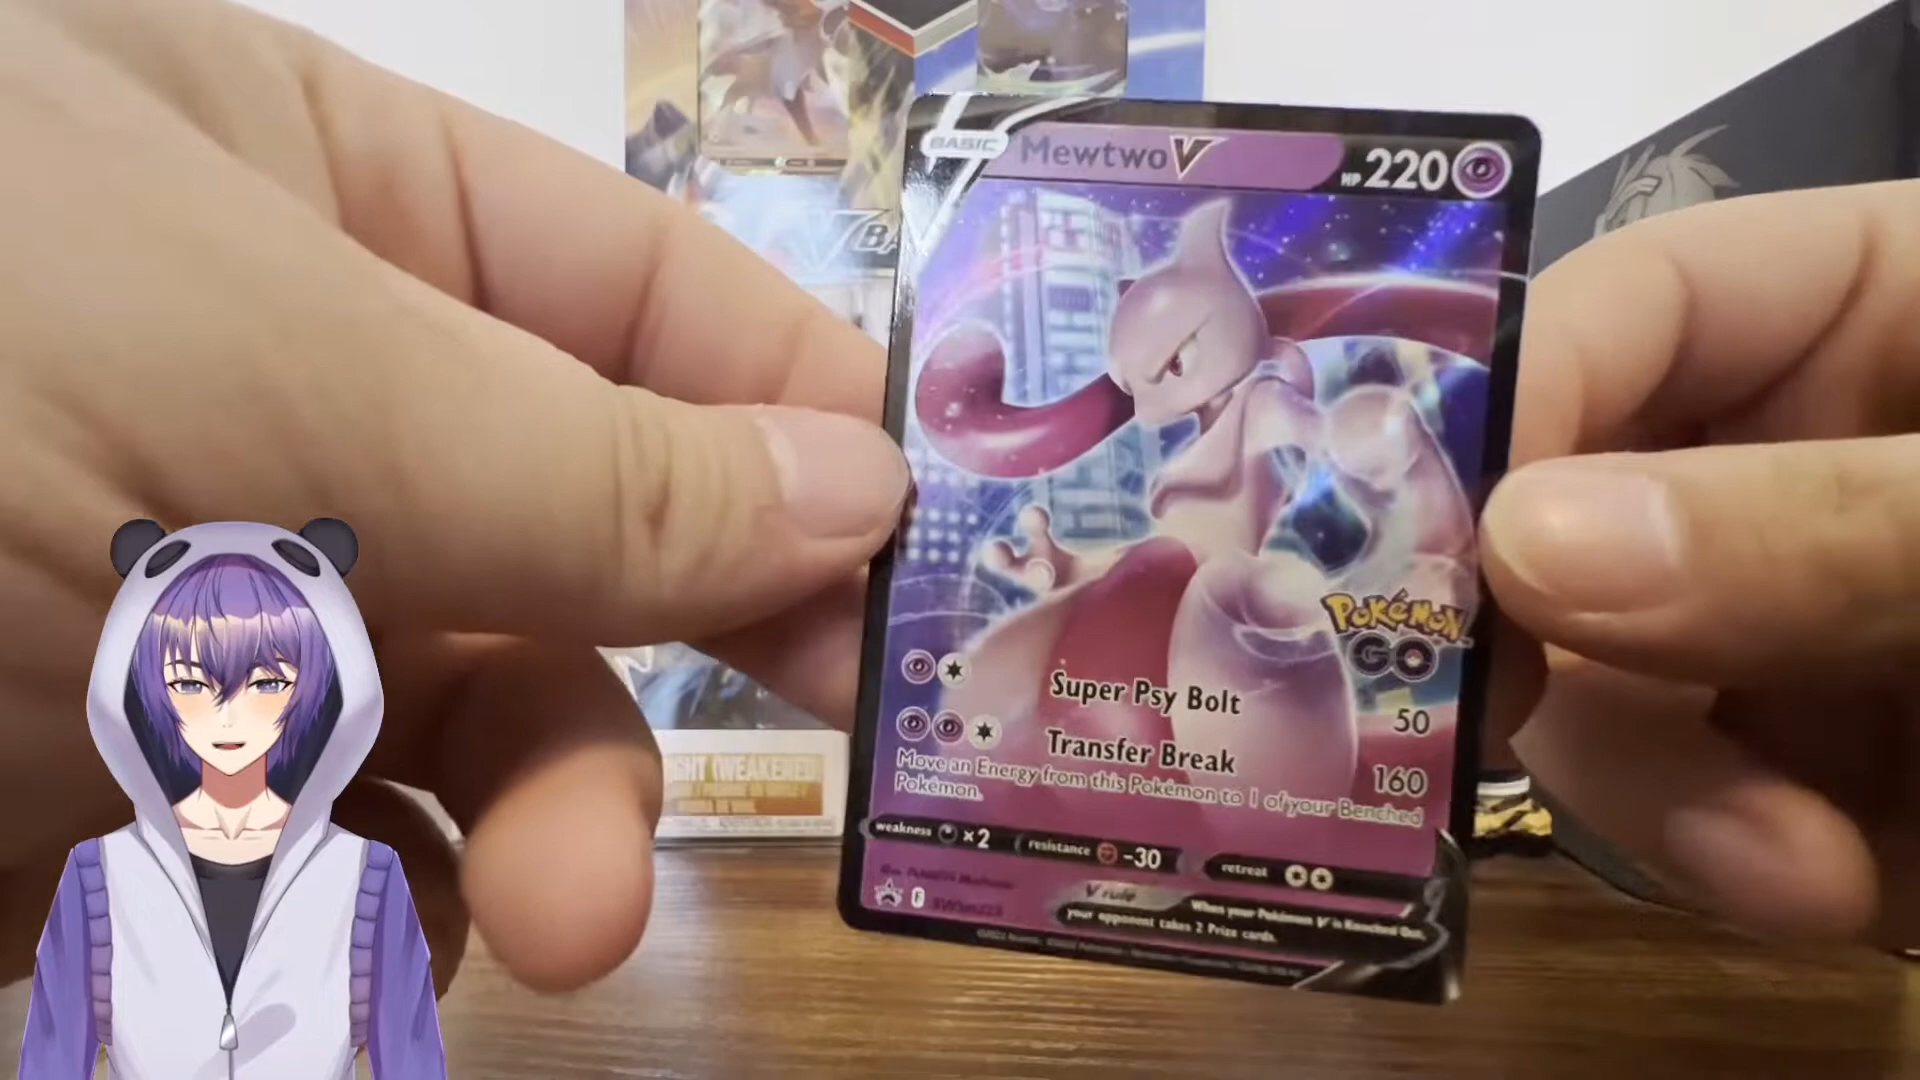 BASIC Mewtwo V HP 220
V BA
POKÉMON
GO
Super Psy Bolt 50
Transfer Break 160
Move an Energy from this Pokémon to 1 of your Benched
Pokémon.
weakness ×2 resistance -30 retreat
V rule When your Pokémon V is Knocked Out,
your opponent takes 2 Prize cards.